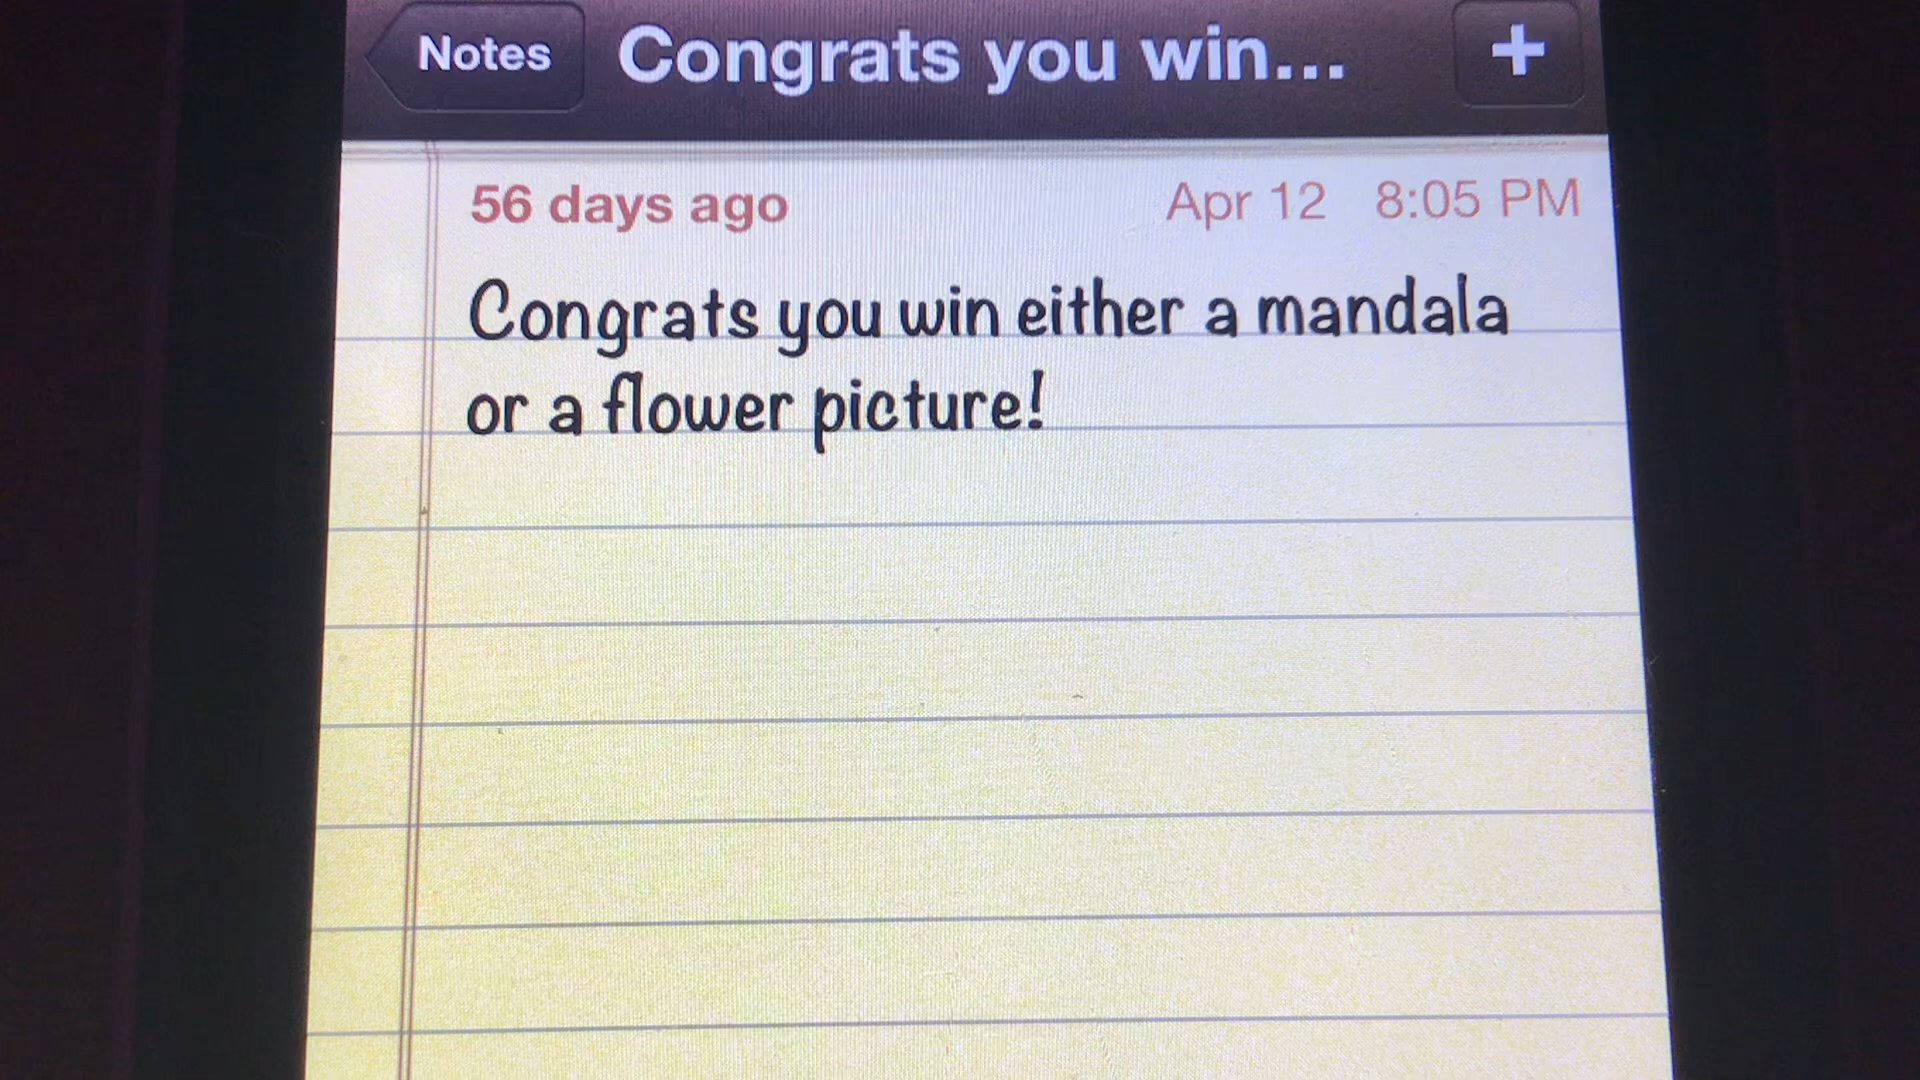 Notes Congrats you win... +
56 days ago Apr 12 8:05 PM
Congrats you win either a mandala
or a flower picture!